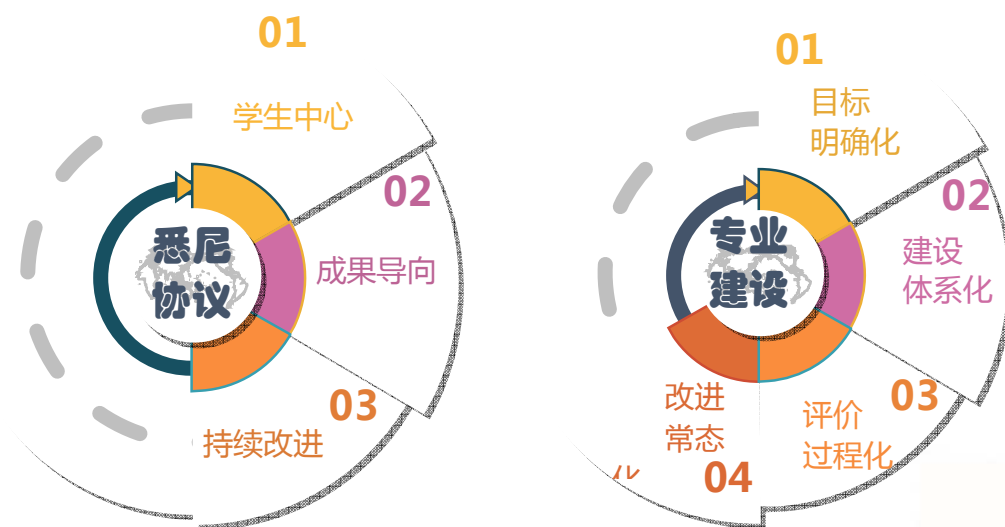 01
学生中心
02
成果导向
03
持续改进
悉尼
协议
01
目标
明确化
02
建设
体系化
03
评价
过程化
04
改进
常态
专业
建设